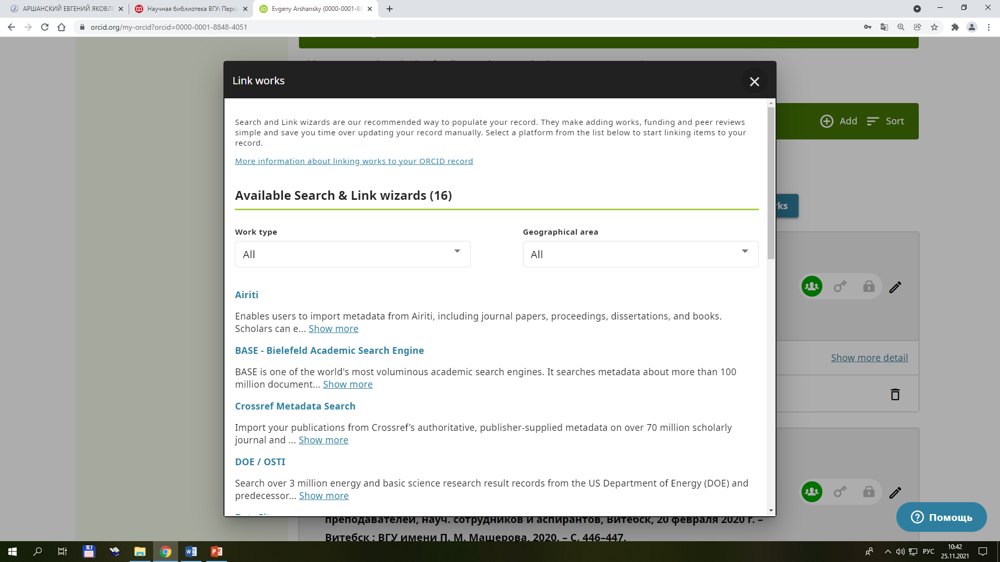 АРШАНСКИЙ ЕВГЕНИЙ ЯКОВЛЕ
Научная библиотека ВГУ: Персо
Evgeny Arshansky (0000-0001-88
orcid.org/my-orcid?orcid=0000-0001-8848-4051
Link works
Add
Sort
Search and Link wizards are our recommended way to populate your record. They make adding works, funding and peer reviews
simple and save you time over updating your record manually. Select a platform from the list below to start linking items to your
record.
More information about linking works to your ORCID record
Available Search & Link wizards (16)
rks
Work type
Geographical area
All
All
Airiti
Enables users to import metadata from Airiti, including journal papers, proceedings, dissertations, and books.
Scholars can e... Show more
BASE - Bielefeld Academic Search Engine
Show more detail
BASE is one of the world's most voluminous academic search engines. It searches metadata about more than 100
million document... Show more
Crossref Metadata Search
Import your publications from Crossref’s authoritative, publisher-supplied metadata on over 70 million scholarly
journal and ... Show more
DOE / OSTI
Search over 3 million energy and basic science research result records from the US Department of Energy (DOE) and
predecessor... Show more
преподавателей, науч. сотрудников и аспирантов, Витебск, 20 февраля 2020 г. –
Витебск : ВГУ имени П. М. Машерова, 2020. – С. 446–447.
Помощь
РУС
10:42
25.11.2021